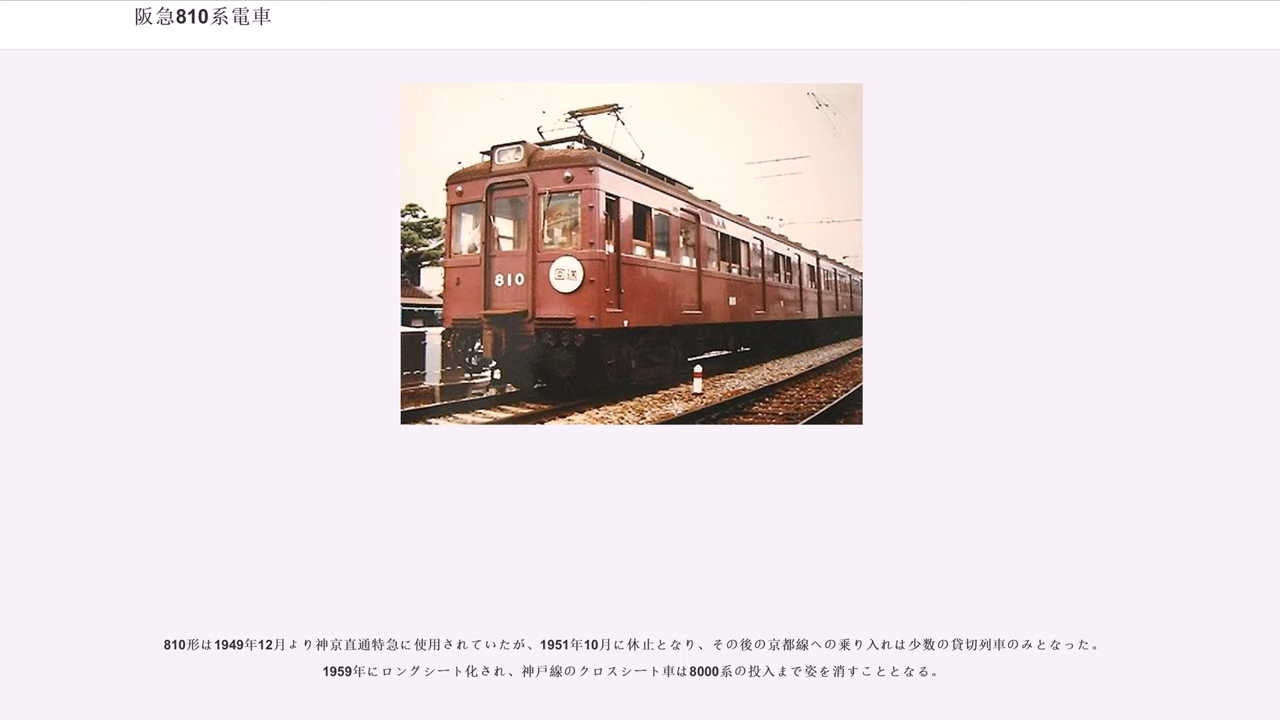 阪急810系電車
810
回送
810形は1949年12月より神京直通特急に使用されていたが、1951年10月に休止となり、その後の京都線への乗り入れは少数の貸切列車のみとなった。
1959年にロングシート化され、神戸線のクロスシート車は8000系の投入まで姿を消すこととなる。